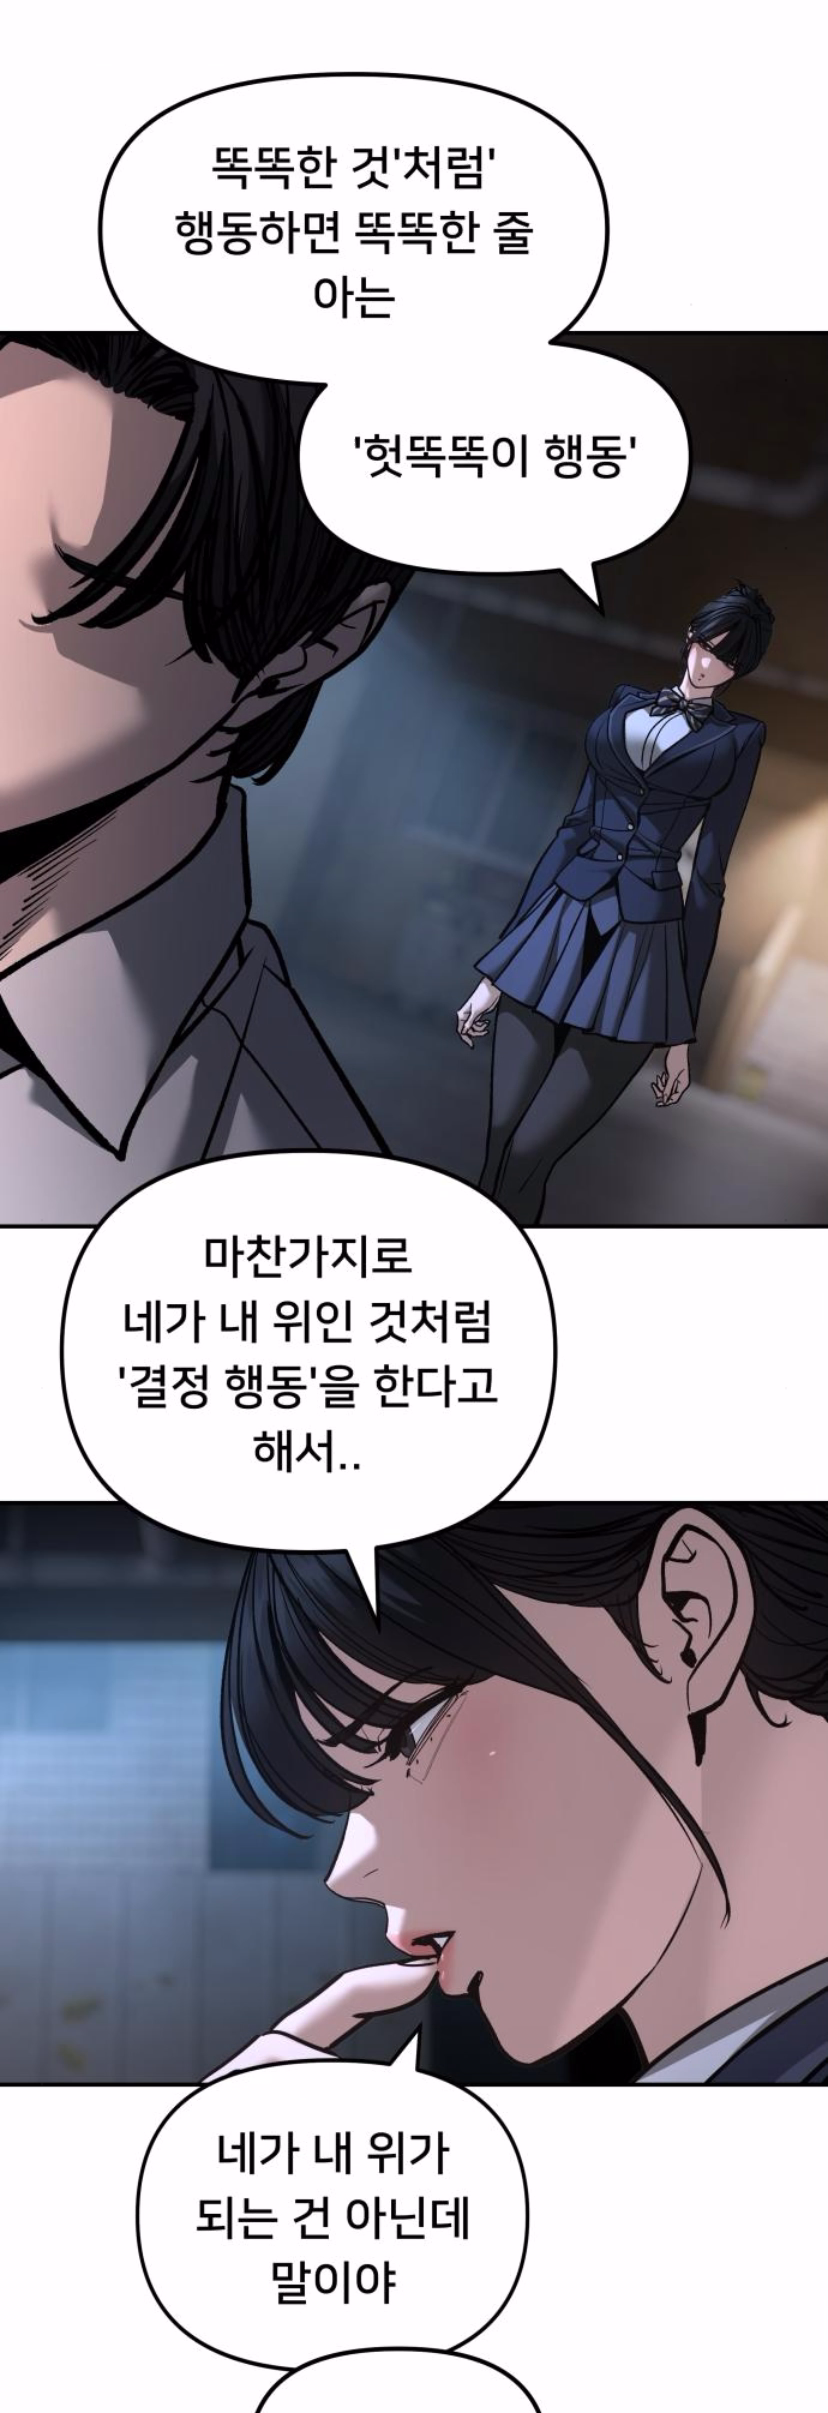 똑똑한 것'처럼'
행동하면 똑똑한 줄
아는
'헛똑똑이 행동'
마찬가지로
네가 내 위인 것처럼
'결정 행동'을 한다고
해서..
네가 내 위가
되는 건 아닌데
말이야